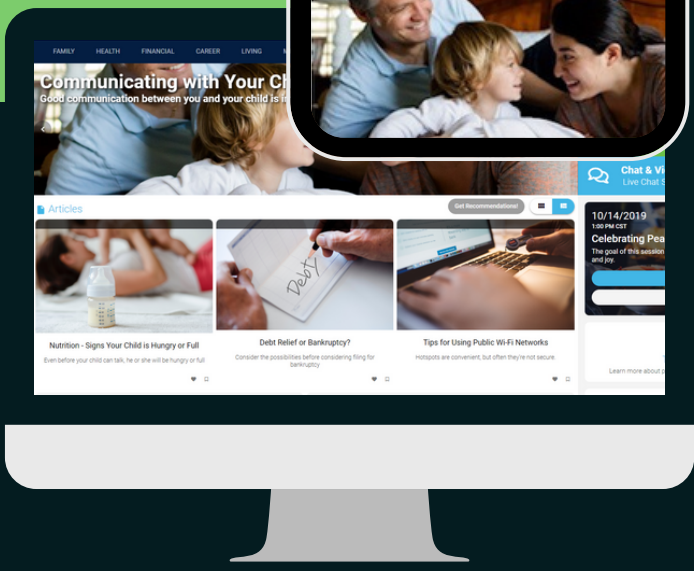 FAMILY HEALTH FINANCIAL CAREER LIVING
Communicating with Your
Good communication between you and your child is
Chat &
Live Chat
Articles
Get Recommendations!
10/14/2019
1:00 PM CST
Celebrating
The goal of this session
and joy.
Debt
Nutrition - Signs Your Child is Hungry or Full
Even before your child can talk, he or she will be hungry or full
Debt Relief or Bankruptcy?
Consider the possibilities before considering filing for
bankruptcy
Tips for Using Public Wi-Fi Networks
Hotspots are convenient, but often they're not secure.
Learn more about